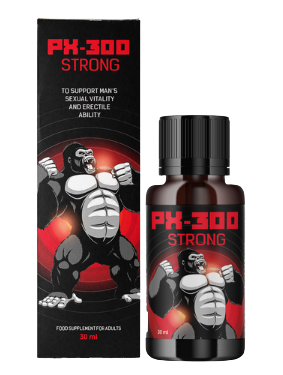 PX-300
STRONG
TO SUPPORT MAN'S
SEXUAL VITALITY
AND ERECTILE
ABILITY
FOOD SUPPLEMENT FOR ADULTS
30 ml
PX-300
STRONG
30 ml